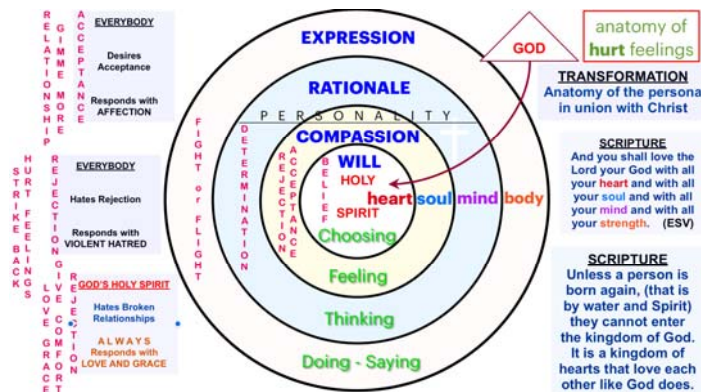 RELATIONSHIP
GIMME MORE
ACCEPTANCE
EVERYBODY
Desires
Acceptance
Responds with
AFFECTION
STRIKE BACK
HURT FEELINGS
REJECTION
EVERYBODY
Hates Rejection
Responds with
VIOLENT HATRED
LOVE GRACE
GIVE COMFORT
REJECTION
GOD'S HOLY SPIRIT
Hates Broken
Relationships
ALWAYS
Responds with
LOVE AND GRACE
EXPRESSION
RATIONALE
PERSONALITY
COMPASSION
WILL
HOLY
SPIRIT
heart soul mind body
Choosing
Feeling
Thinking
Doing - Saying
FIGHT or FLIGHT
DETERMINATION
REJECTION
ACCEPTANCE
BELIEF
GOD
anatomy of
hurt feelings
TRANSFORMATION
Anatomy of the persona
in union with Christ
SCRIPTURE
And you shall love the
Lord your God with all
your heart and with all
your soul and with all
your mind and with all
your strength. (ESV)
SCRIPTURE
Unless a person is
born again, (that is
by water and Spirit)
they cannot enter
the kingdom of God.
It is a kingdom of
hearts that love each
other like God does.